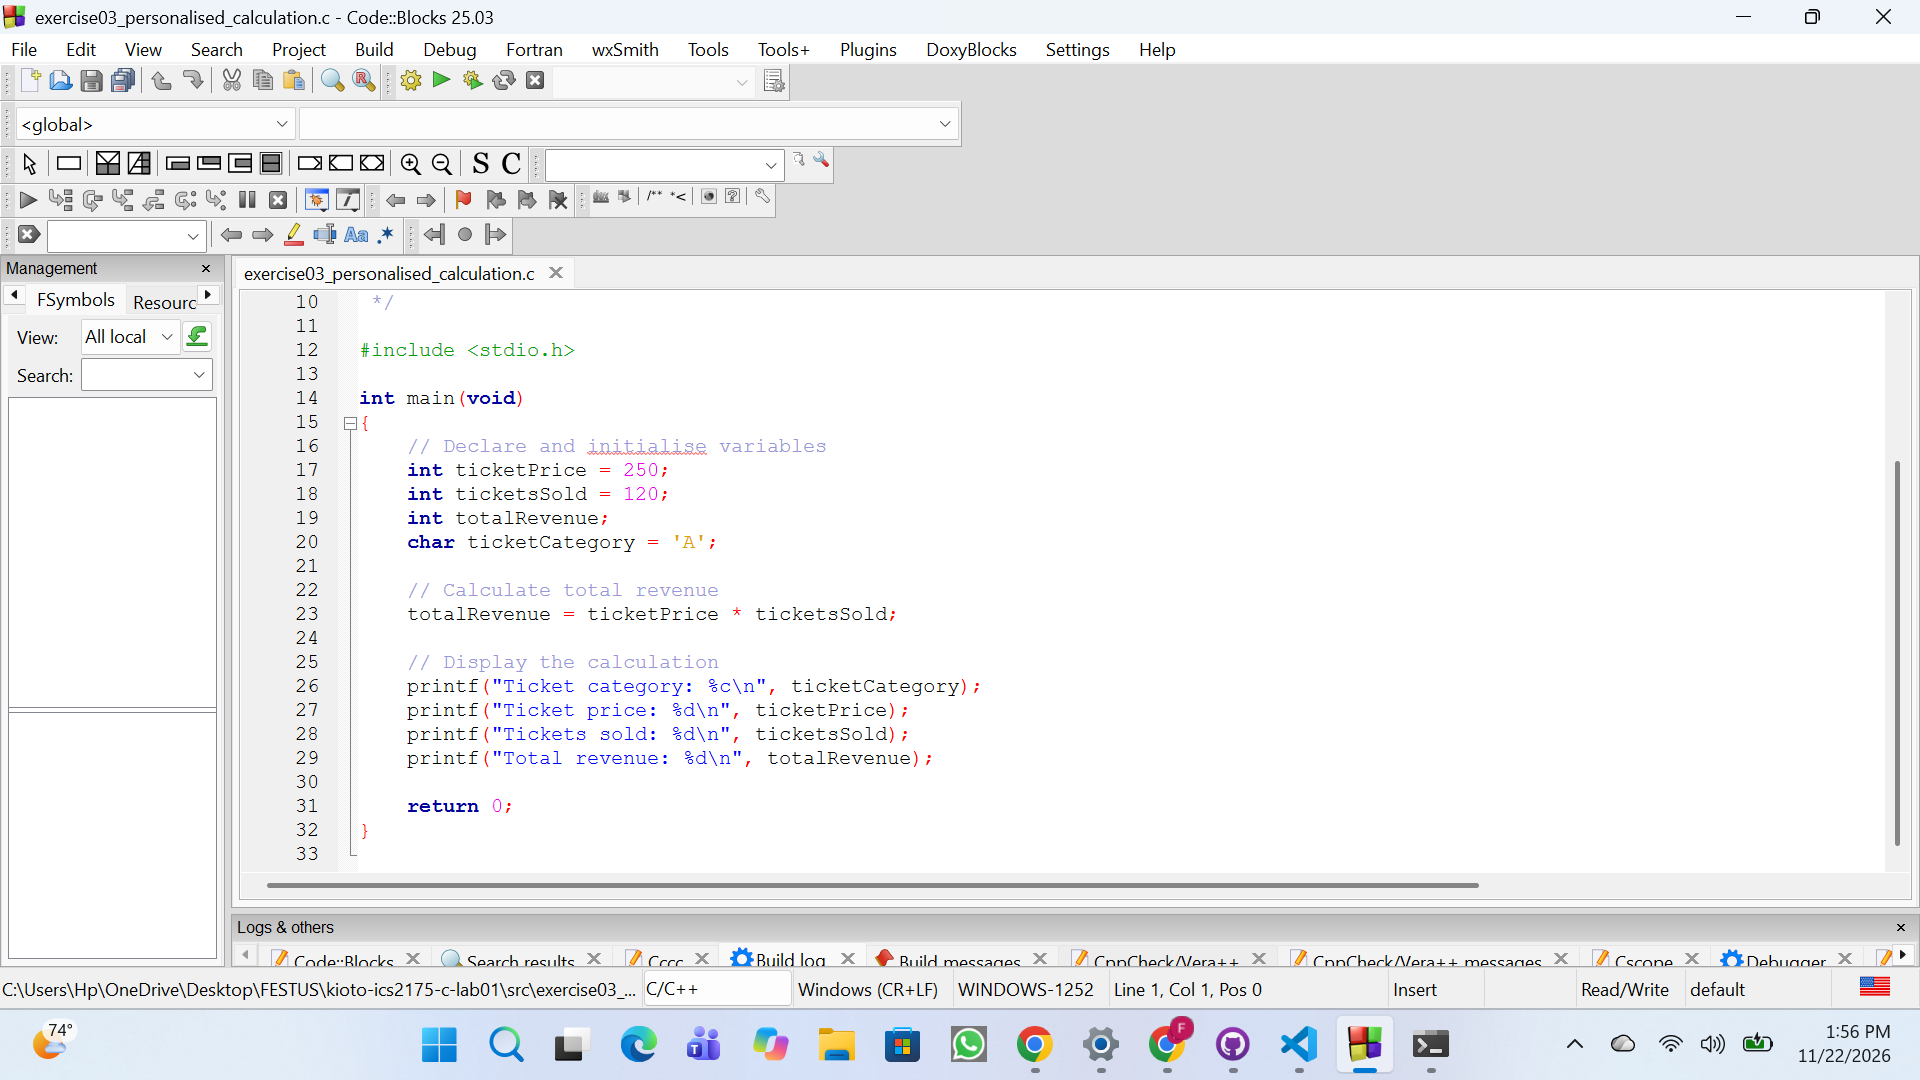 exercise03_personalised_calculation.c - Code::Blocks 25.03
File Edit View Search Project Build Debug Fortran wxSmith Tools Tools+ Plugins DoxyBlocks Settings Help
<global>
S C
/** *<
Aa .*
Management
exercise03_personalised_calculation.c
FSymbols Resourc
View: All local
Search:
10 */
11
12 #include <stdio.h>
13
14 int main(void)
15 {
16 // Declare and initialise variables
17 int ticketPrice = 250;
18 int ticketsSold = 120;
19 int totalRevenue;
20 char ticketCategory = 'A';
21
22 // Calculate total revenue
23 totalRevenue = ticketPrice * ticketsSold;
24
25 // Display the calculation
26 printf("Ticket category: %c\n", ticketCategory);
27 printf("Ticket price: %d\n", ticketPrice);
28 printf("Tickets sold: %d\n", ticketsSold);
29 printf("Total revenue: %d\n", totalRevenue);
30
31 return 0;
32 }
33
Logs & others
Code::Blocks Search results Cccc Build log Build messages CppCheck/Vera++ CppCheck/Vera++ messages Cscope Debugger
C:\Users\Hp\OneDrive\Desktop\FESTUS\kioto-ics2175-c-lab01\src\exercise03_... C/C++ Windows (CR+LF) WINDOWS-1252 Line 1, Col 1, Pos 0 Insert Read/Write default
74°
F
1:56 PM
11/22/2026